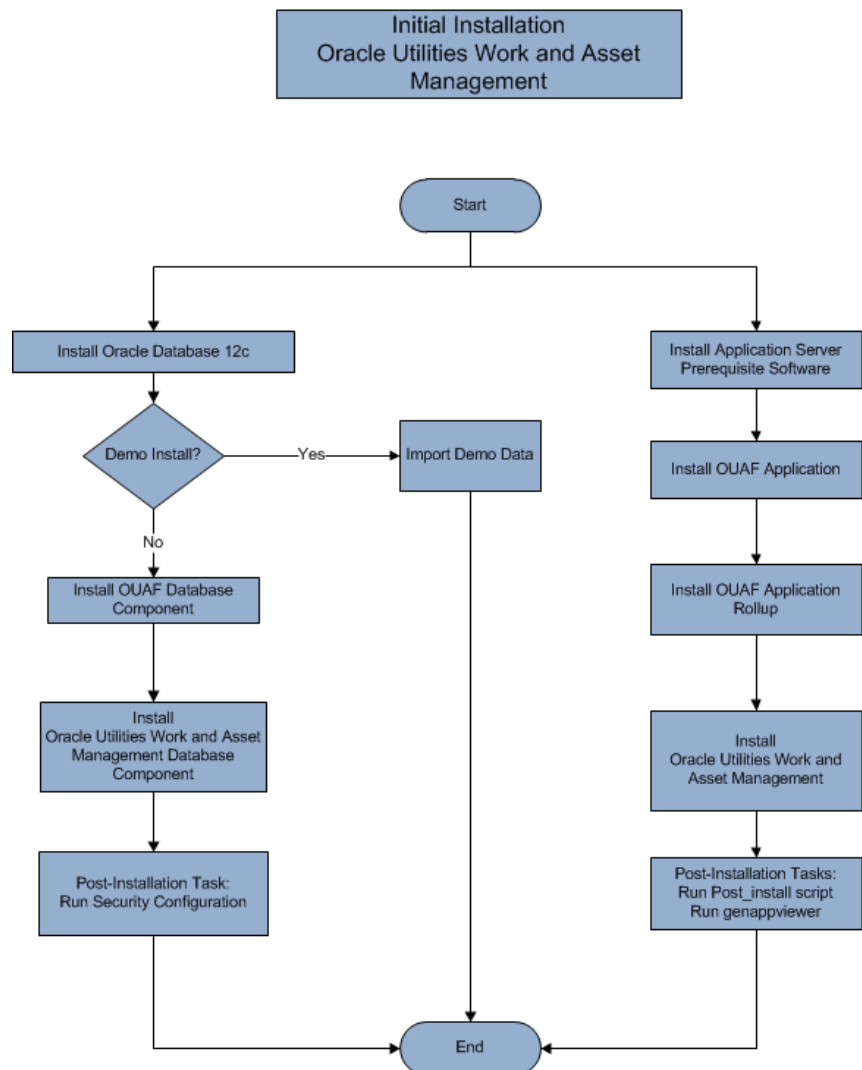 Initial Installation
Oracle Utilities Work and Asset
Management
Start
Install Oracle Database 12c
Install Application Server
Prerequisite Software
Demo Install?
Yes
Import Demo Data
Install OUAF Application
No
Install OUAF Database
Component
Install OUAF Application
Rollup
Install
Oracle Utilities Work and Asset
Management Database
Component
Install
Oracle Utilities Work and
Asset Management
Post-Installation Task:
Run Security Configuration
Post-Installation Tasks:
Run Post_install script
Run genappviewer
End